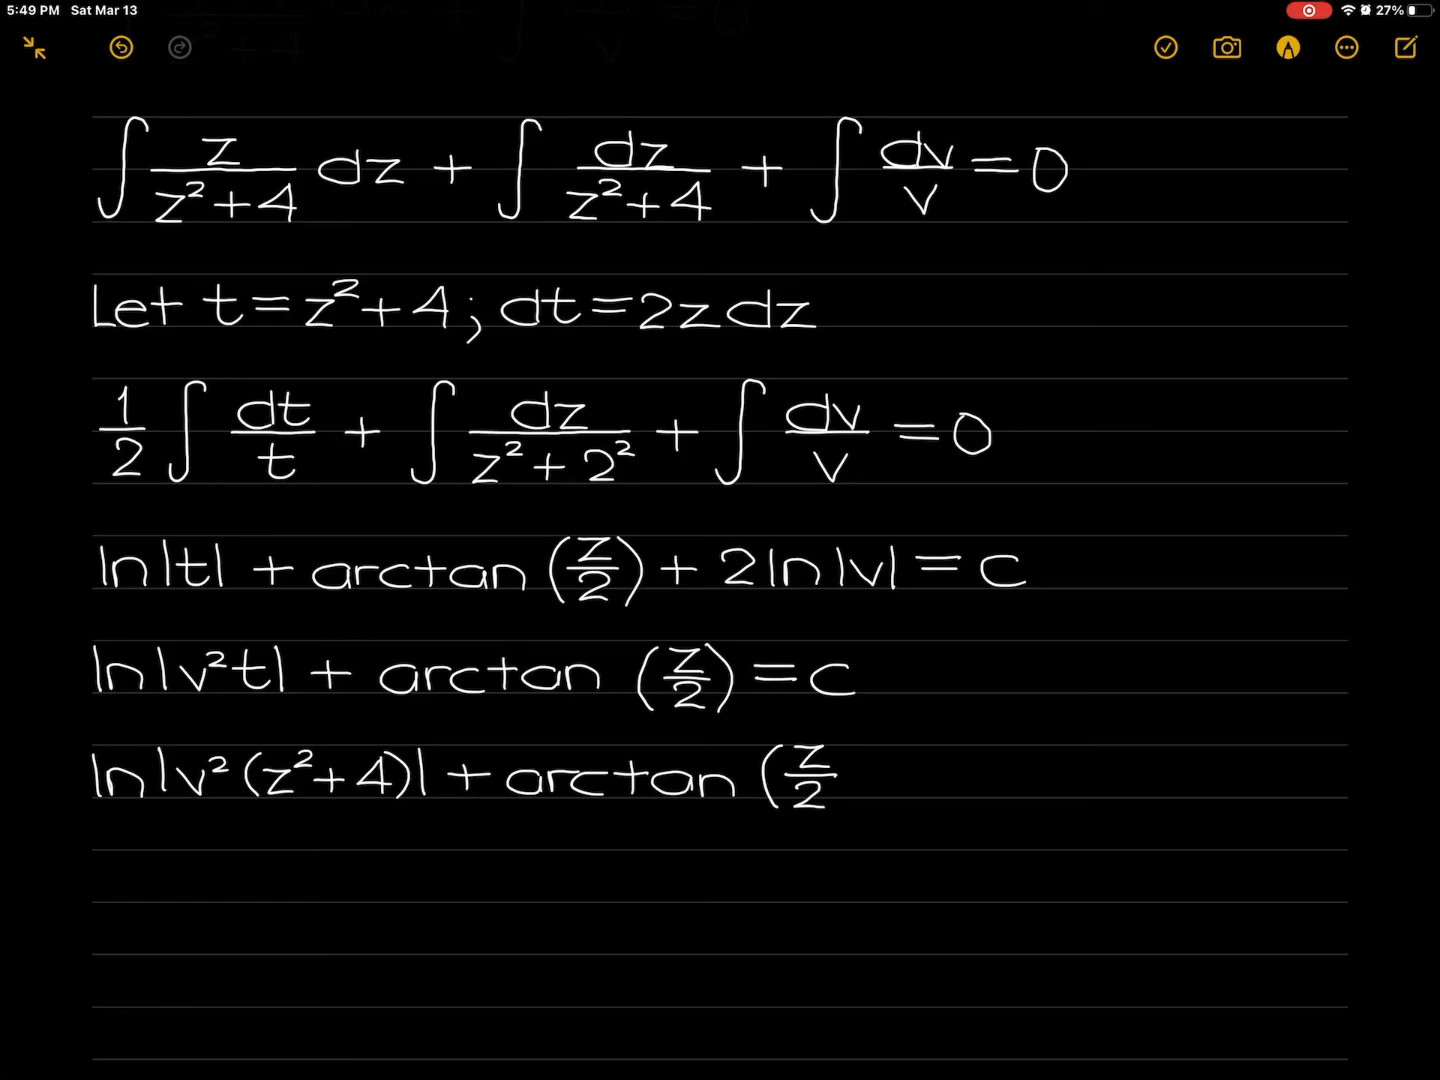 5:49 PM Sat Mar 13 27%
∫ z/(z²+4) dz + ∫ dz/(z²+4) + ∫ dv/v = 0
Let t = z²+4; dt = 2z dz
1/2 ∫ dt/t + ∫ dz/(z²+2²) + ∫ dv/v = 0
ln|t| + arctan (z/2) + 2ln|v| = c
ln|v²t| + arctan (z/2) = c
ln|v²(z²+4)| + arctan (z/2